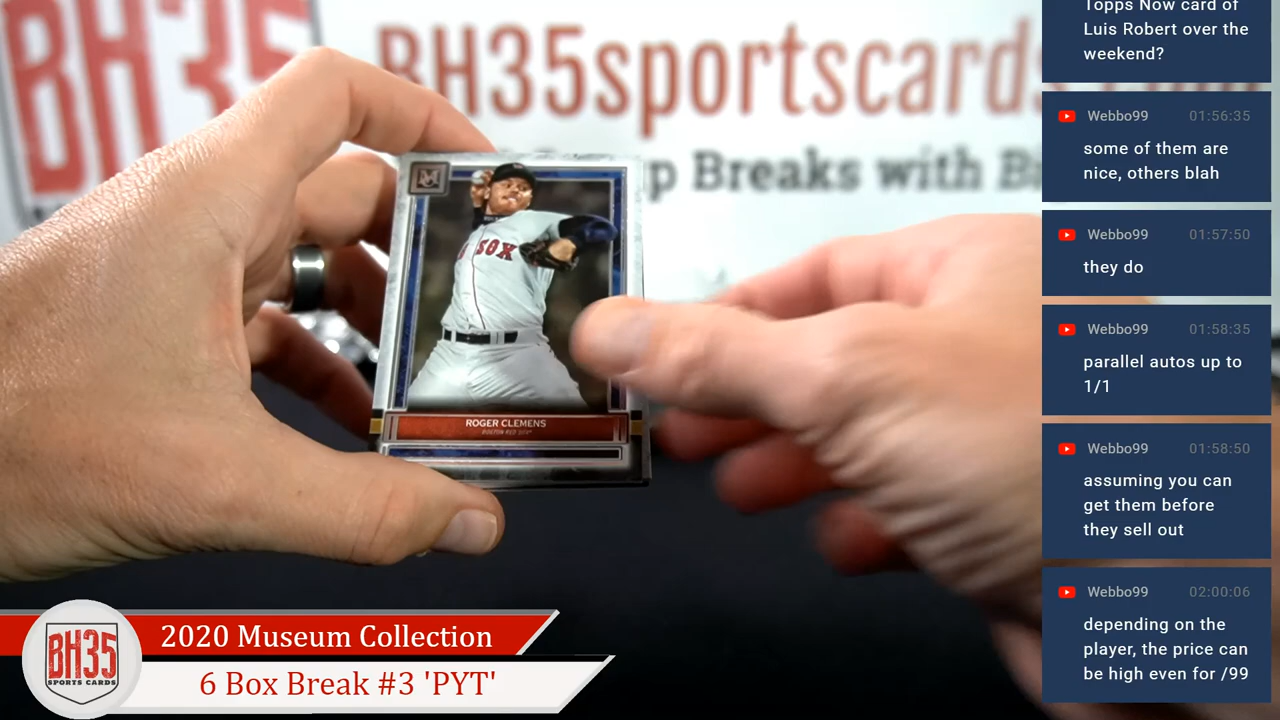 BH35
BH35sportscards
p Breaks with B
ROGER CLEMENS
BOSTON RED SOX
SOX
2020 Museum Collection
6 Box Break #3 'PYT'
BH35
SPORTS CARDS
Topps Now card of
Luis Robert over the
weekend?
Webbo99 01:56:35
some of them are
nice, others blah
Webbo99 01:57:50
they do
Webbo99 01:58:35
parallel autos up to
1/1
Webbo99 01:58:50
assuming you can
get them before
they sell out
Webbo99 02:00:06
depending on the
player, the price can
be high even for /99